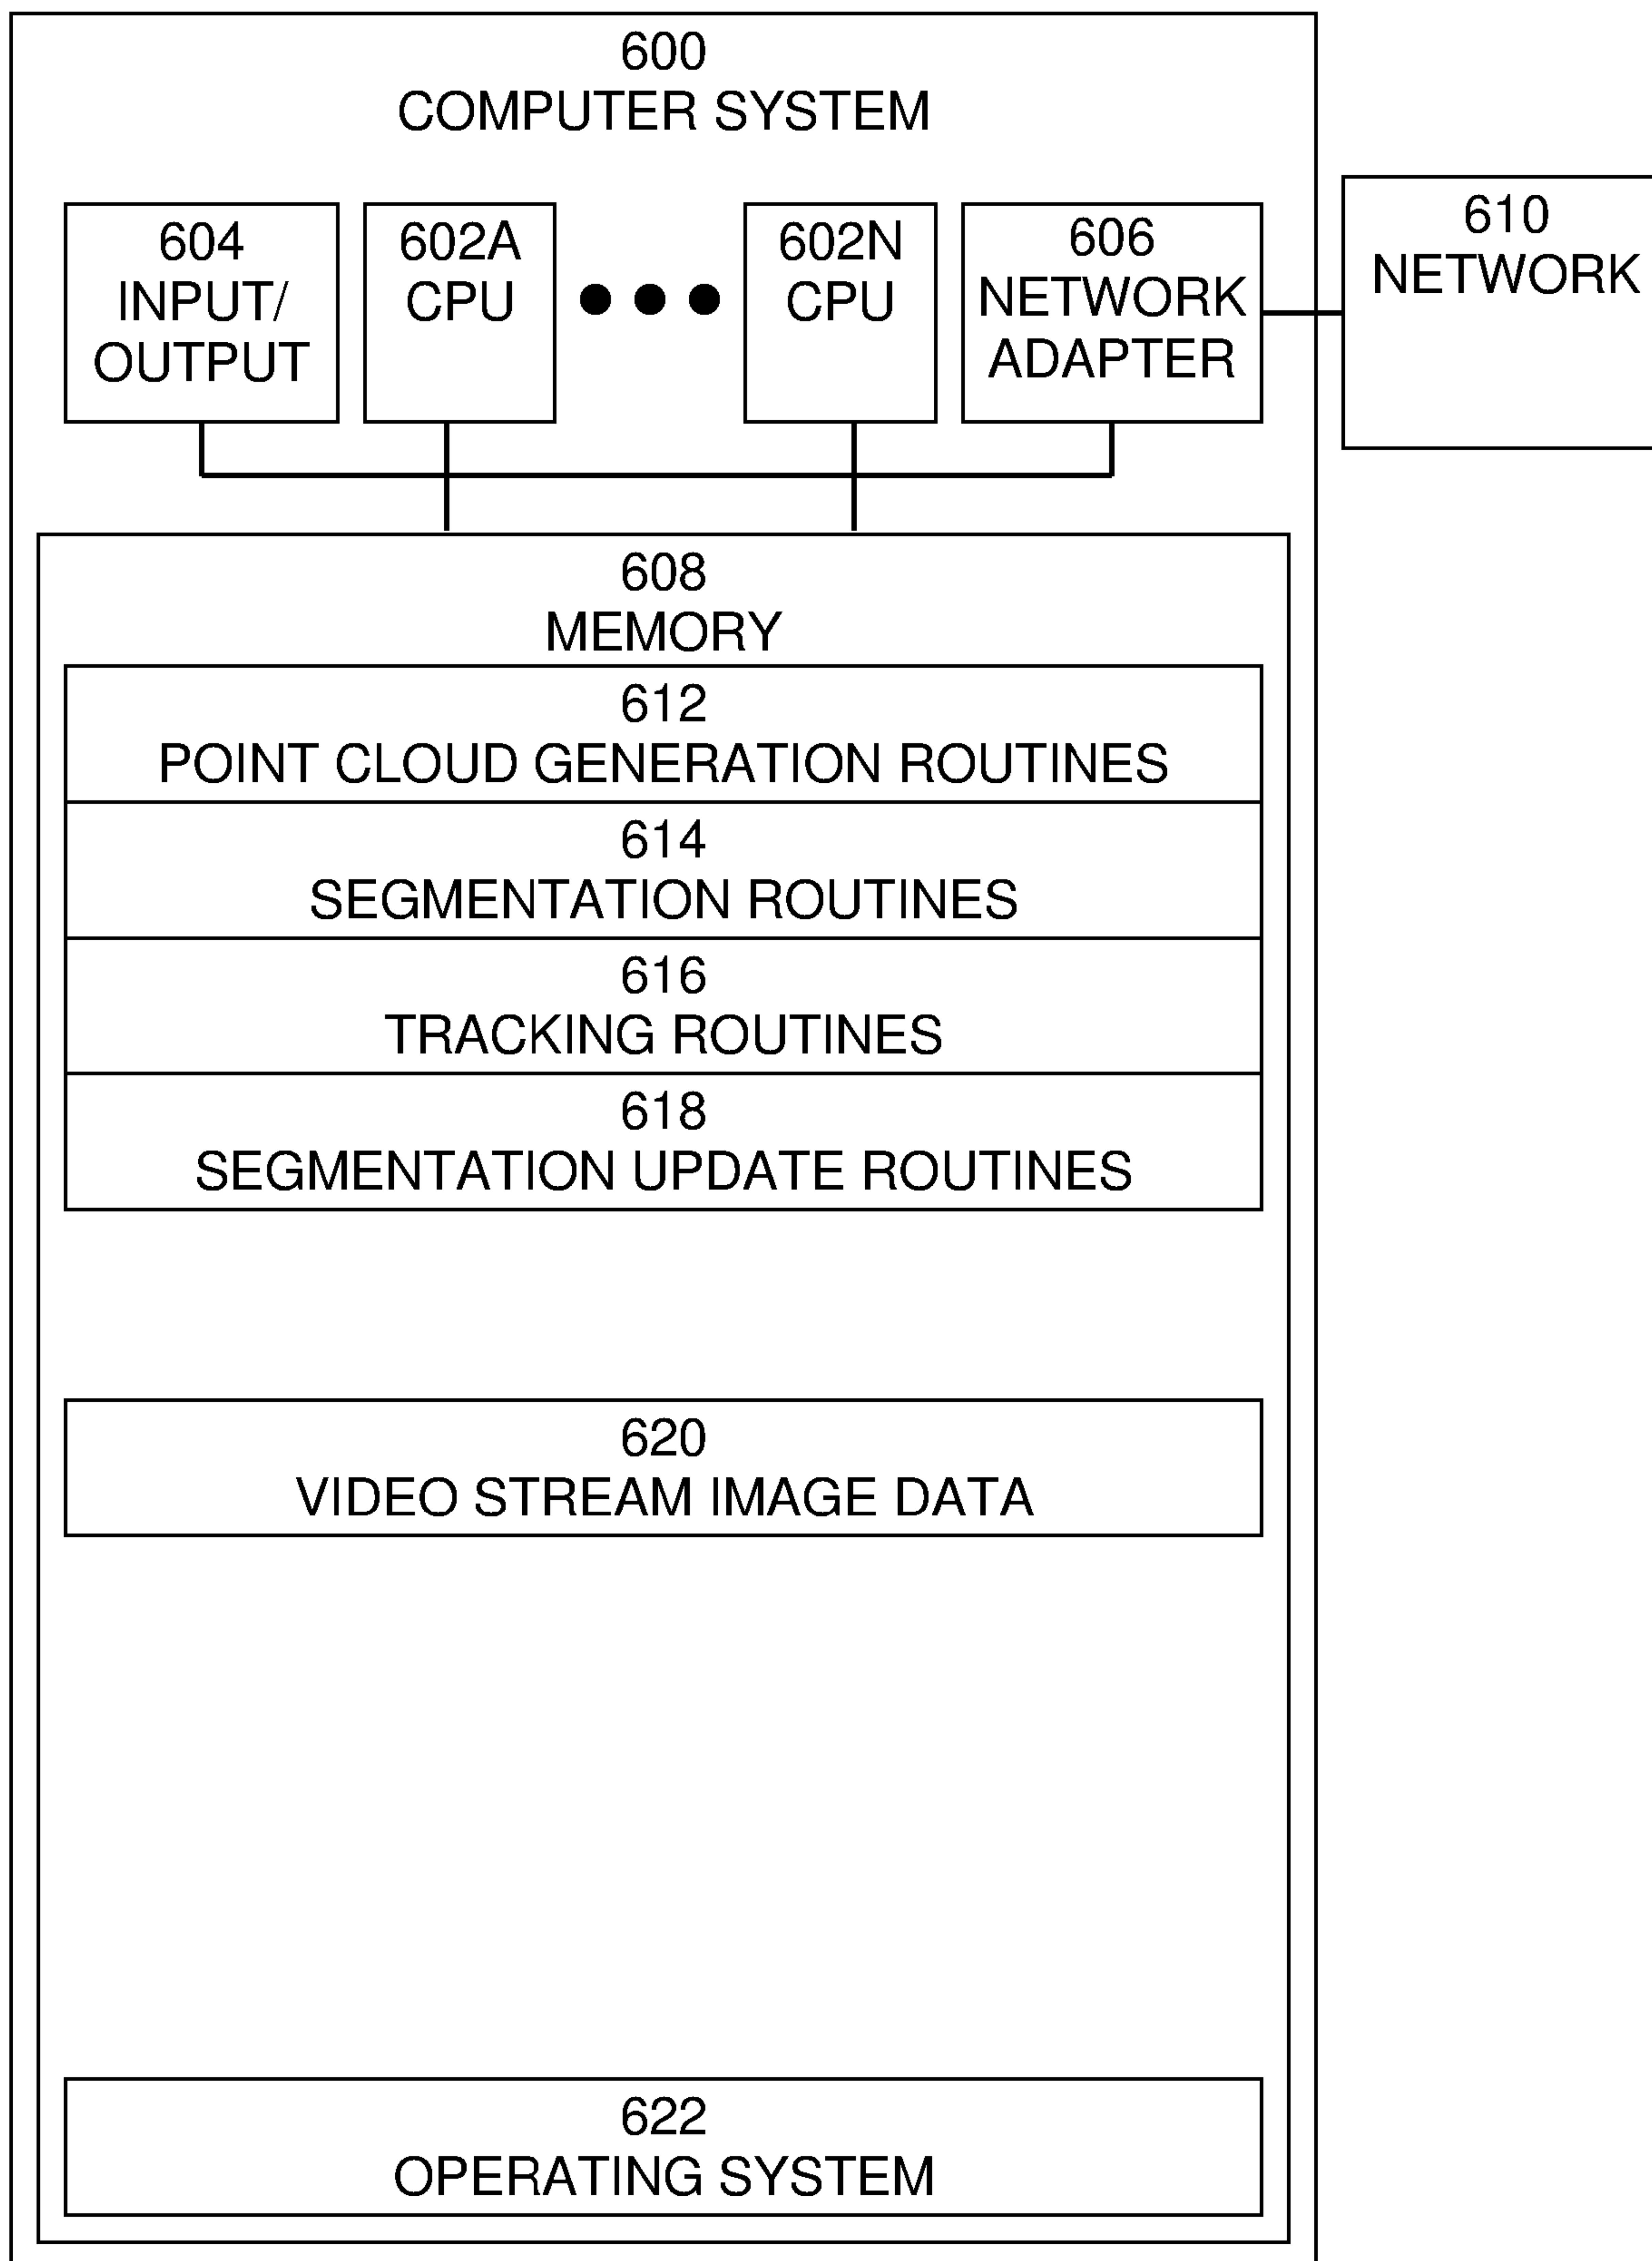 600
COMPUTER SYSTEM
604
INPUT/
OUTPUT
602A
CPU
602N
CPU
606
NETWORK
ADAPTER
610
NETWORK
608
MEMORY
612
POINT CLOUD GENERATION ROUTINES
614
SEGMENTATION ROUTINES
616
TRACKING ROUTINES
618
SEGMENTATION UPDATE ROUTINES
620
VIDEO STREAM IMAGE DATA
622
OPERATING SYSTEM